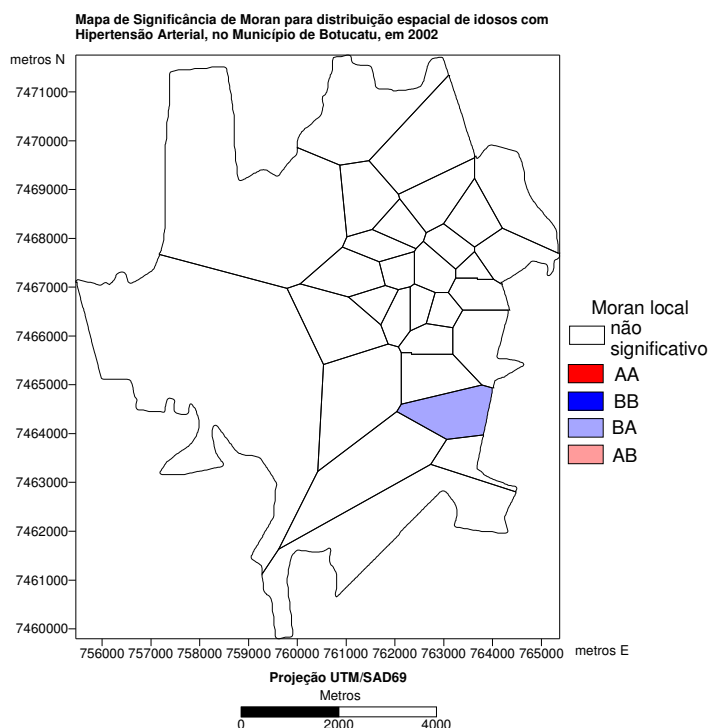 Mapa de Significância de Moran para distribuição espacial de idosos com
Hipertensão Arterial, no Município de Botucatu, em 2002
metros N
7471000
7470000
7469000
7468000
7467000
7466000
7465000
7464000
7463000
7462000
7461000
7460000
Moran local
não
significativo
AA
BB
BA
AB
756000 757000 758000 759000 760000 761000 762000 763000 764000 765000 metros E
Projeção UTM/SAD69
Metros
0 2000 4000